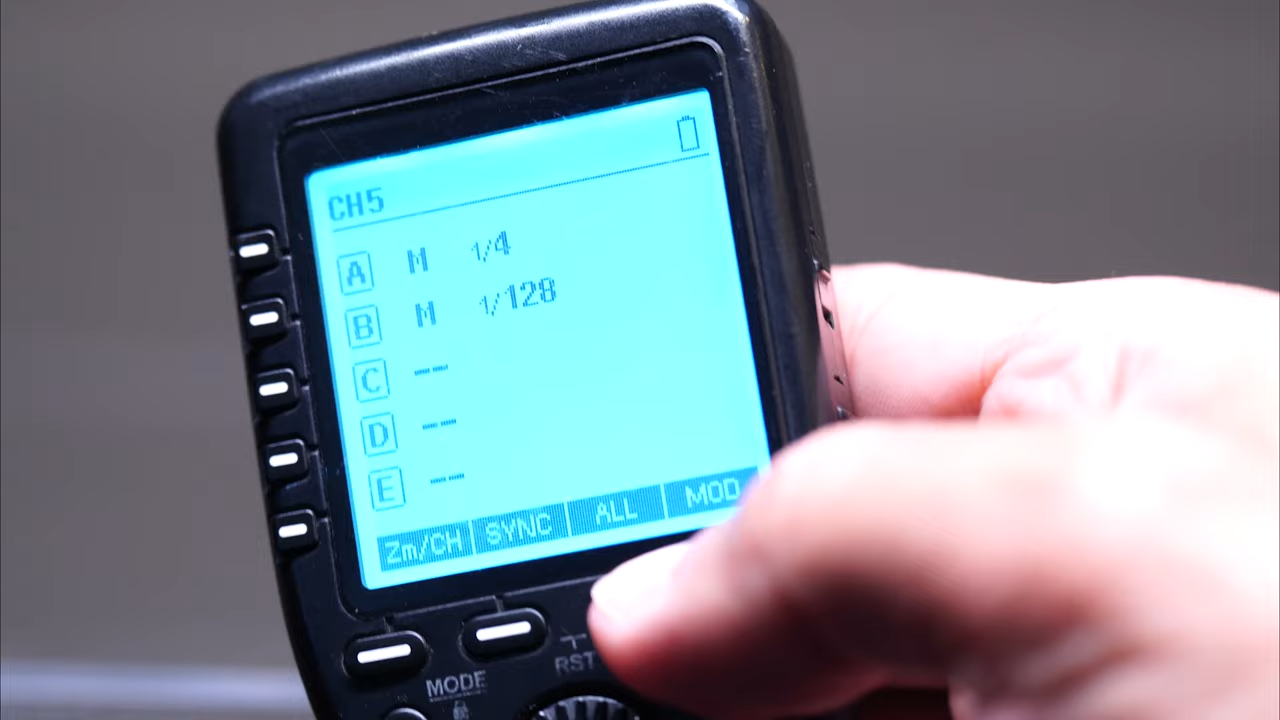 CH5
A M 1/4
B M 1/128
C --
D --
E --
Zm/CH SYNC ALL MOD
RST
MODE